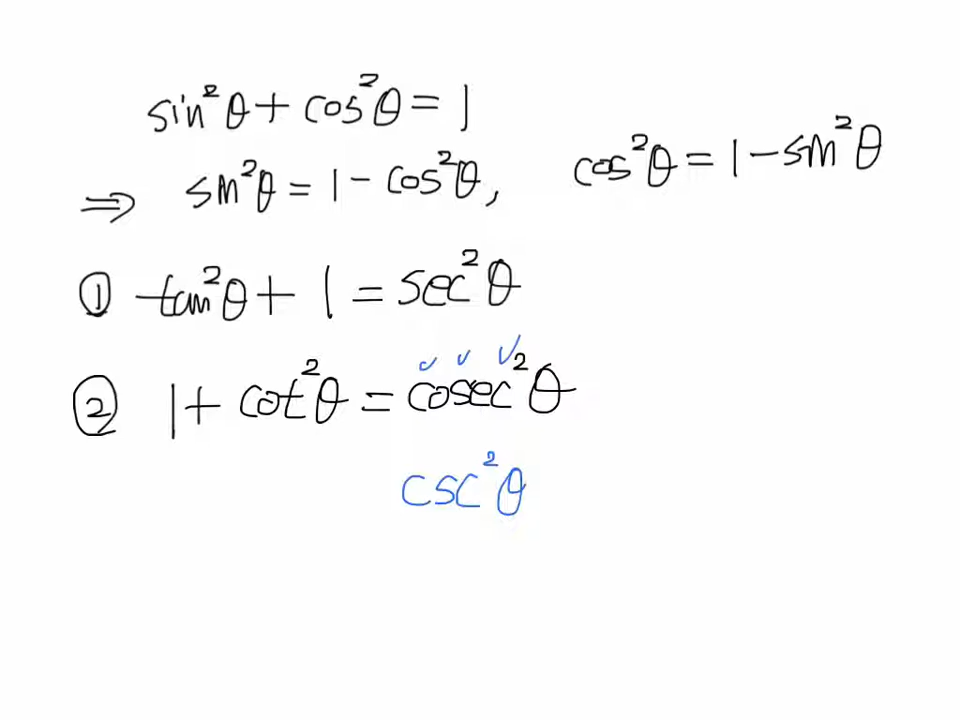 sin²θ + cos²θ = 1
⇒ sin²θ = 1 - cos²θ, cos²θ = 1 - sin²θ
① tan²θ + 1 = sec²θ
② 1 + cot²θ = cosec²θ
csc²θ